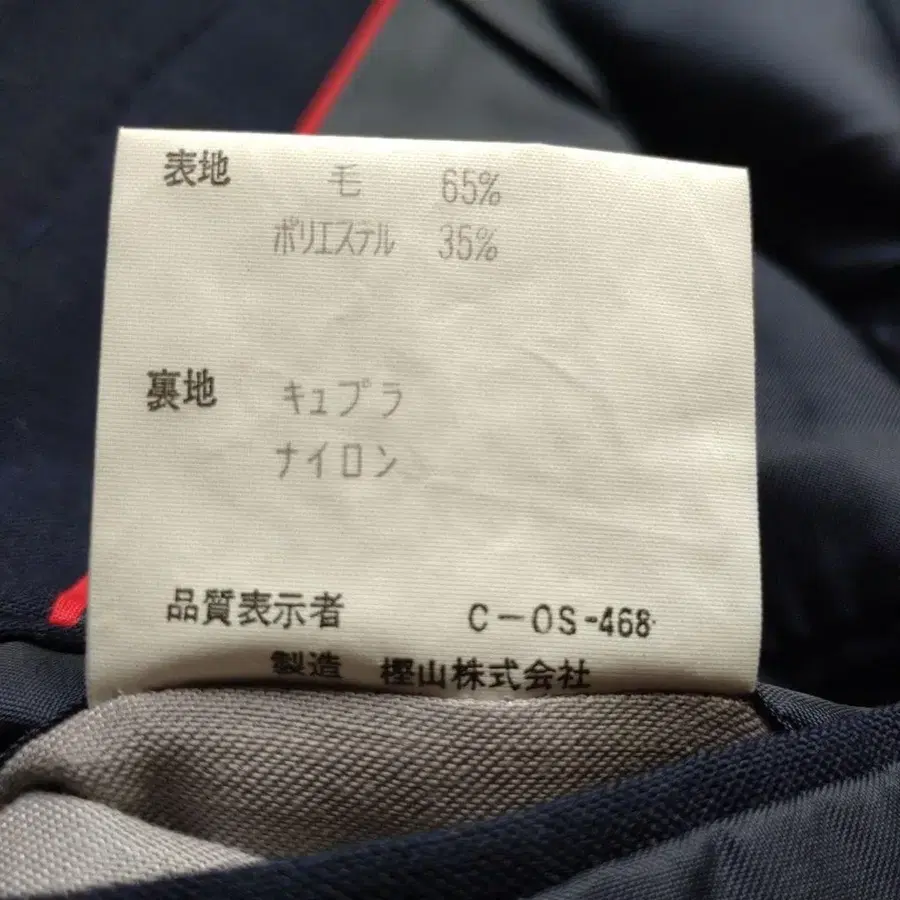 表地 毛 65%
ポリエステル 35%
裏地 キュプラ
ナイロン
品質表示者 C-OS-468
製造 樫山株式会社